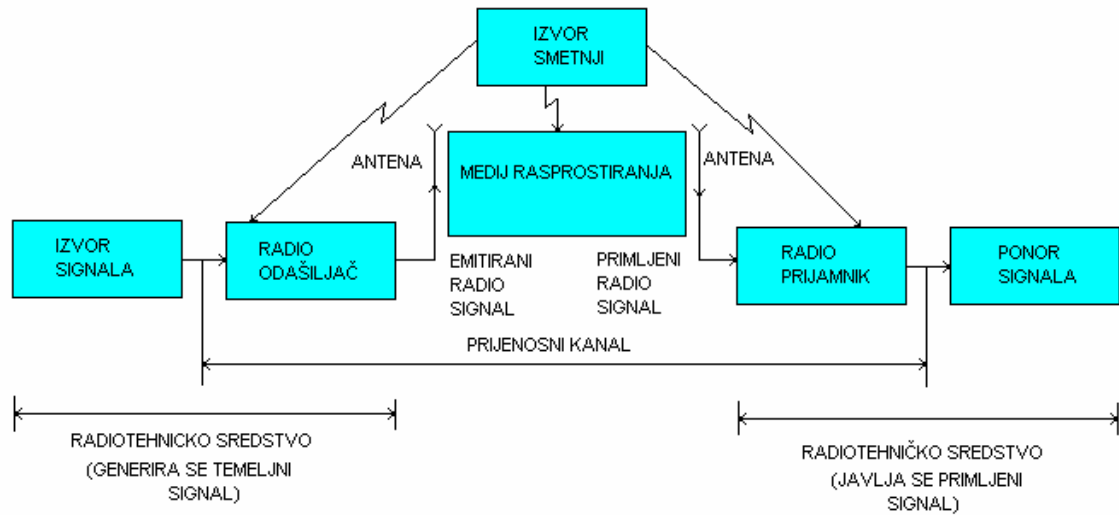 IZVOR
SMETNJI
ANTENA
MEDIJ RASPROSTIRANJA
ANTENA
IZVOR
SIGNALA
RADIO
ODAŠILJAČ
EMITIRANI
RADIO
SIGNAL
PRIMLJENI
RADIO
SIGNAL
RADIO
PRIJAMNIK
PONOR
SIGNALA
PRIJENOSNI KANAL
RADIOTEHNICKO SREDSTVO
(GENERIRA SE TEMELJNI
SIGNAL)
RADIOTEHNIČKO SREDSTVO
(JAVLJA SE PRIMLJENI
SIGNAL)